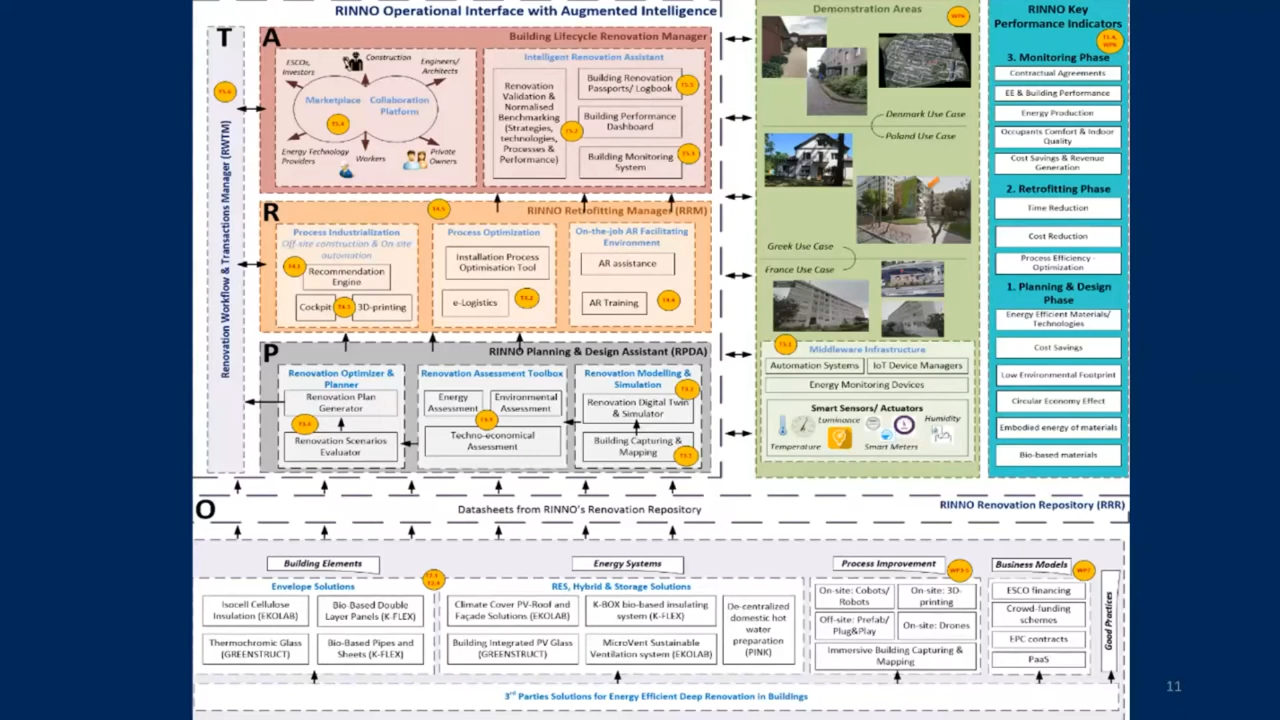 RINNO Operational Interface with Augmented Intelligence
T
Renovation Workflow & Transactions Manager (RWTM)
A
Building Lifecycle Renovation Manager
ESCOs,
Investors
Construction
Engineers/
Architects
Marketplace
Collaboration
Platform
Energy Technology
Providers
Workers
Private
Owners
Intelligent Renovation Assistant
Renovation
Validation &
Normalised
Benchmarking
(Strategies,
technologies,
Processes &
Performance)
Building Renovation
Passports/ Logbook
Building Performance
Dashboard
Building Monitoring
System
R
RINNO Retrofitting Manager (RRM)
Process Industrialization
Off-site construction & On-site
automation
Recommendation
Engine
Cockpit
3D-printing
Process Optimization
Installation Process
Optimisation Tool
e-Logistics
On-the-job AR Facilitating
Environment
AR assistance
AR Training
P
RINNO Planning & Design Assistant (RPDA)
Renovation Optimizer &
Planner
Renovation Plan
Generator
Renovation Scenarios
Evaluator
Renovation Assessment Toolbox
Energy
Assessment
Environmental
Assessment
Techno-economical
Assessment
Renovation Modelling &
Simulation
Renovation Digital Twin
& Simulator
Building Capturing &
Mapping
Demonstration Areas
Denmark Use Case
Poland Use Case
Greek Use Case
France Use Case
Middleware Infrastructure
Automation Systems
IoT Device Managers
Energy Monitoring Devices
Smart Sensors/ Actuators
Temperature
Luminance
Smart Meters
Humidity
RINNO Key
Performance Indicators
3. Monitoring Phase
Contractual Agreements
EE & Building Performance
Energy Production
Occupants Comfort & Indoor
Quality
Cost Savings & Revenue
Generation
2. Retrofitting Phase
Time Reduction
Cost Reduction
Process Efficiency -
Optimization
1. Planning & Design
Phase
Energy Efficient Materials/
Technologies
Cost Savings
Low Environmental Footprint
Circular Economy Effect
Embodied energy of materials
Bio-based materials
O
Datasheets from RINNO's Renovation Repository
RINNO Renovation Repository (RRR)
Building Elements
Envelope Solutions
Isocell Cellulose
Insulation (EKOLAB)
Bio-Based Double
Layer Panels (K-FLEX)
Thermochromic Glass
(GREENSTRUCT)
Bio-Based Pipes and
Sheets (K-FLEX)
Energy Systems
RES, Hybrid & Storage Solutions
Climate Cover PV-Roof and
Façade Solutions (EKOLAB)
K-BOX bio-based insulating
system (K-FLEX)
Building Integrated PV Glass
(GREENSTRUCT)
MicroVent Sustainable
Ventilation system (EKOLAB)
De-centralized
domestic hot
water
preparation
(PINK)
Process Improvement
On-site: Cobots/
Robots
On-site: 3D-
printing
Off-site: Prefab/
Plug&Play
On-site: Drones
Immersive Building Capturing &
Mapping
Business Models
ESCO financing
Crowd-funding
schemes
EPC contracts
PaaS
Good Practices
3rd Parties Solutions for Energy Efficient Deep Renovation in Buildings
11